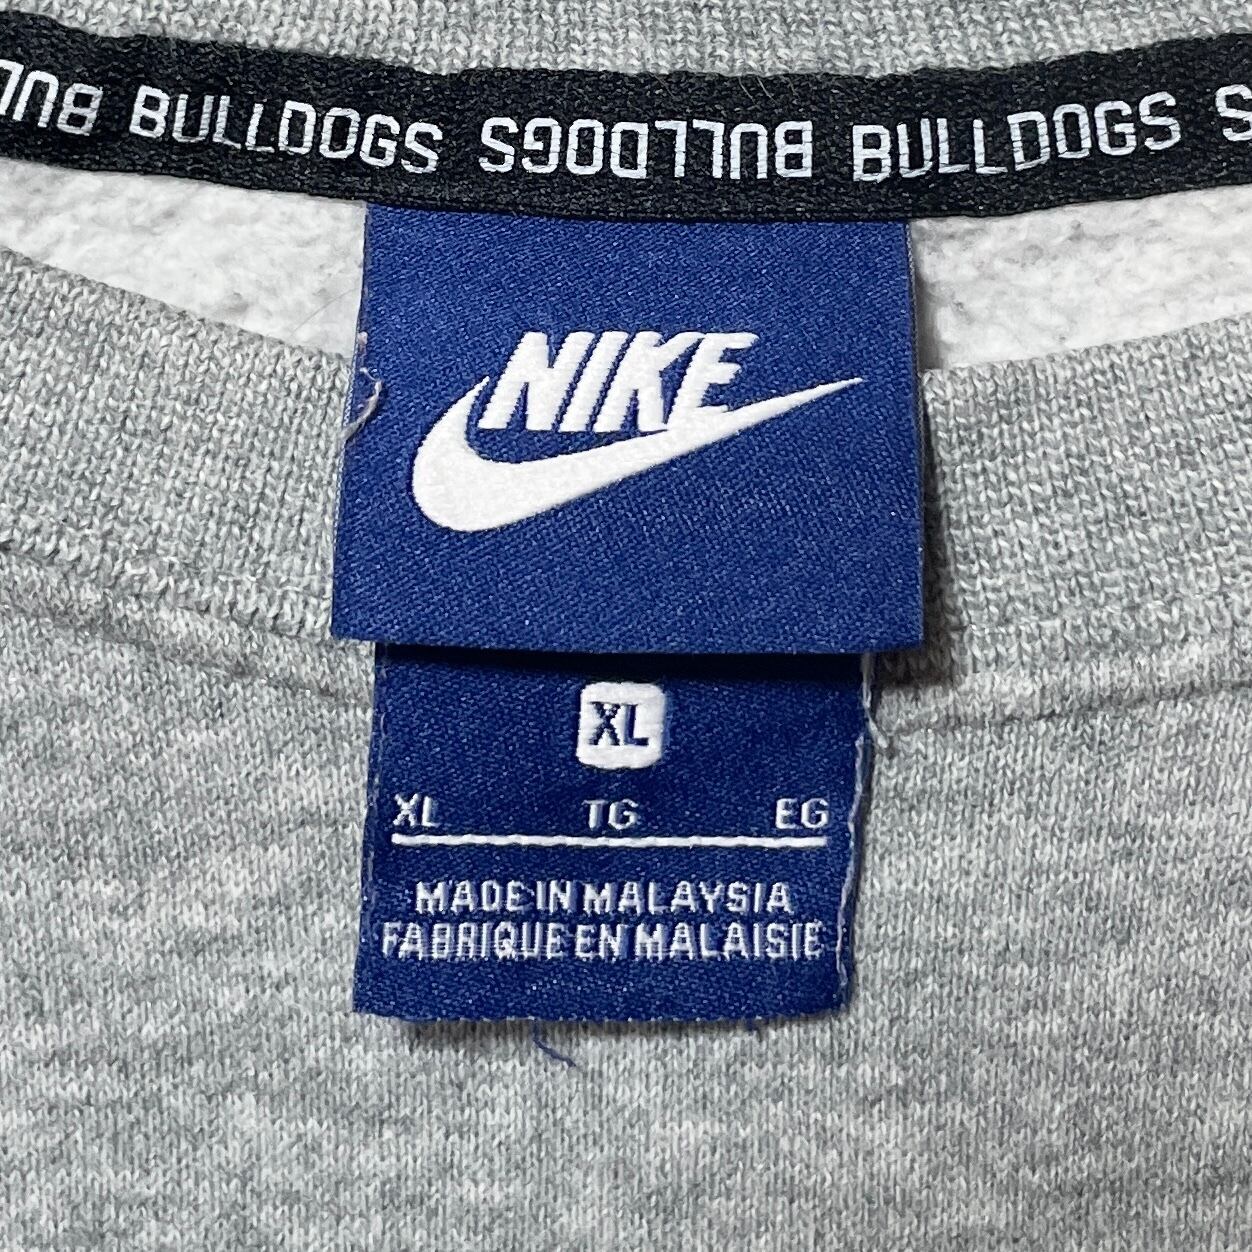 BULLDOGS BULLDOGS BULLDOGS
NIKE
XL
XL TG EG
MADE IN MALAYSIA
FABRIQUE EN MALAISIE